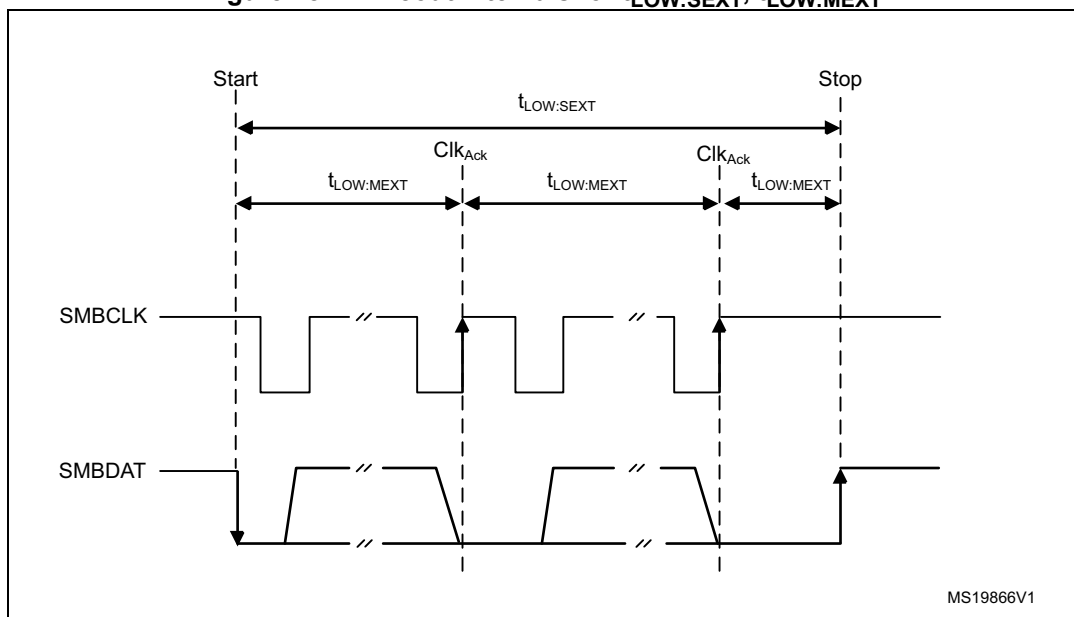 Start
Stop
tLOW:SEXT
ClkAck
ClkAck
tLOW:MEXT
tLOW:MEXT
tLOW:MEXT
SMBCLK
SMBDAT
MS19866V1